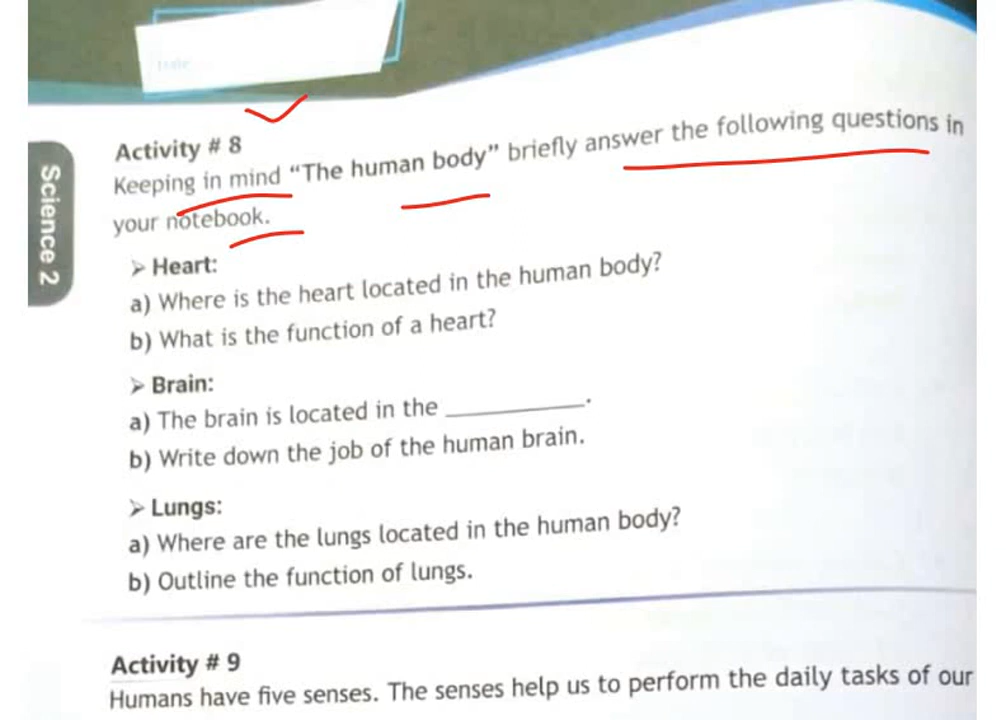 Date
Science 2
Activity # 8
Keeping in mind “The human body” briefly answer the following questions in
your notebook.
➢ Heart:
a) Where is the heart located in the human body?
b) What is the function of a heart?
➢ Brain:
a) The brain is located in the __________.
b) Write down the job of the human brain.
➢ Lungs:
a) Where are the lungs located in the human body?
b) Outline the function of lungs.
Activity # 9
Humans have five senses. The senses help us to perform the daily tasks of our